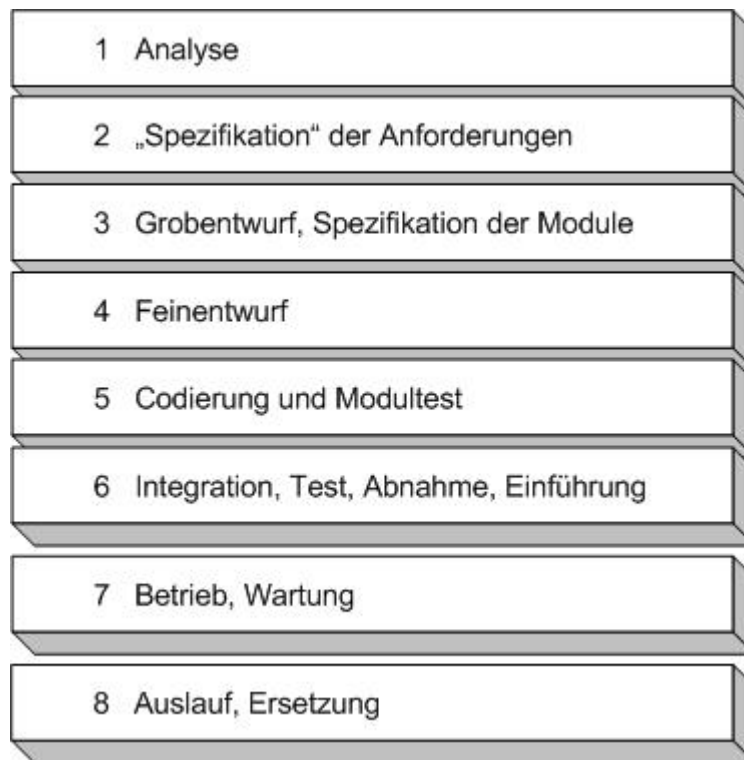 1 Analyse
2 „Spezifikation“ der Anforderungen
3 Grobentwurf, Spezifikation der Module
4 Feinentwurf
5 Codierung und Modultest
6 Integration, Test, Abnahme, Einführung
7 Betrieb, Wartung
8 Auslauf, Ersetzung